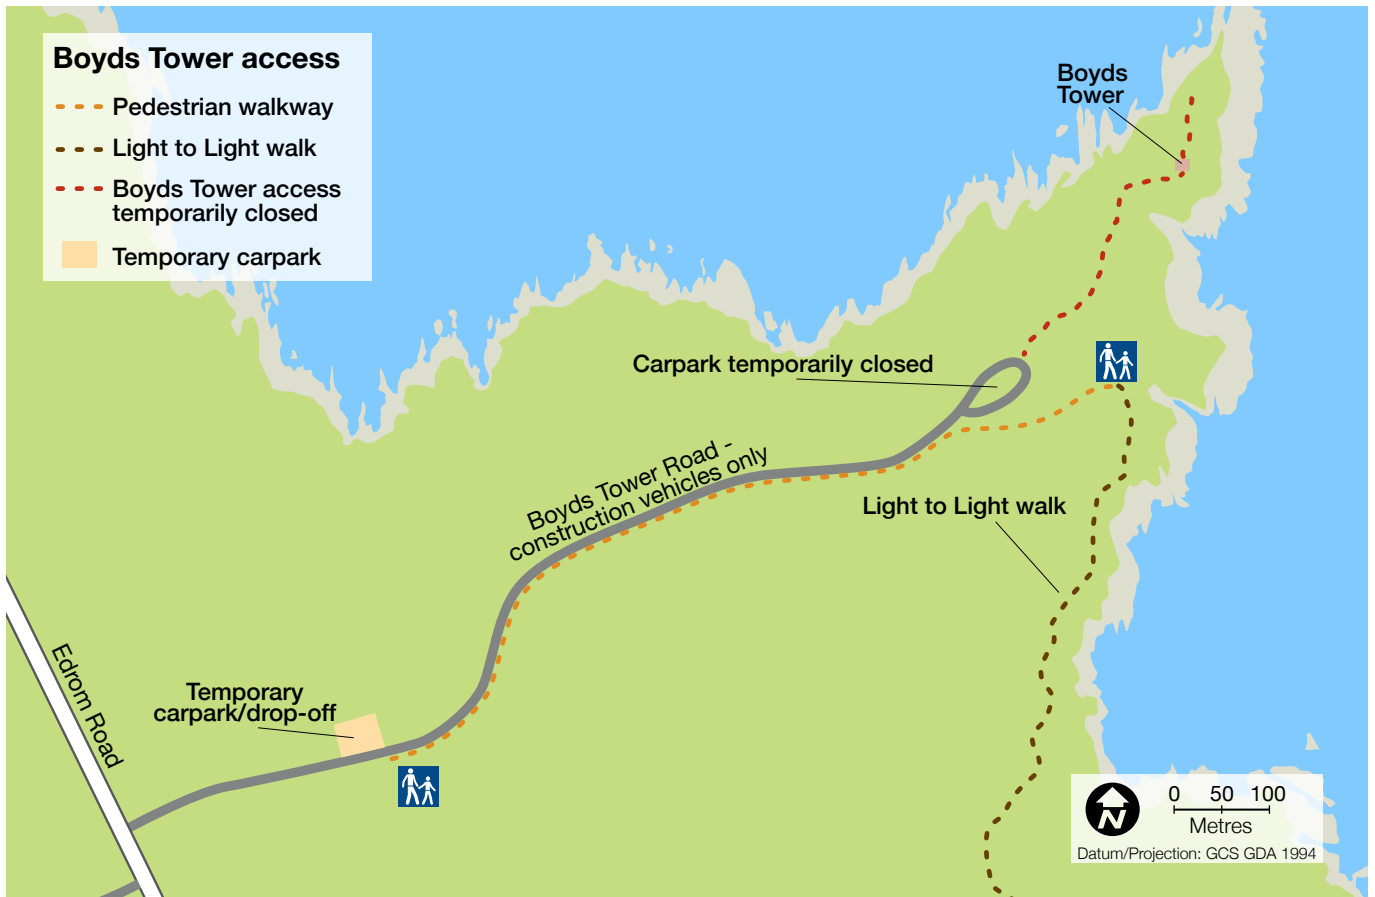 Boyds Tower access
Pedestrian walkway
Light to Light walk
Boyds Tower access
temporarily closed
Temporary carpark
Boyds
Tower
Carpark temporarily closed
Boyds Tower Road -
construction vehicles only
Light to Light walk
Edrom Road
Temporary
carpark/drop-off
N
0 50 100
Metres
Datum/Projection: GCS GDA 1994